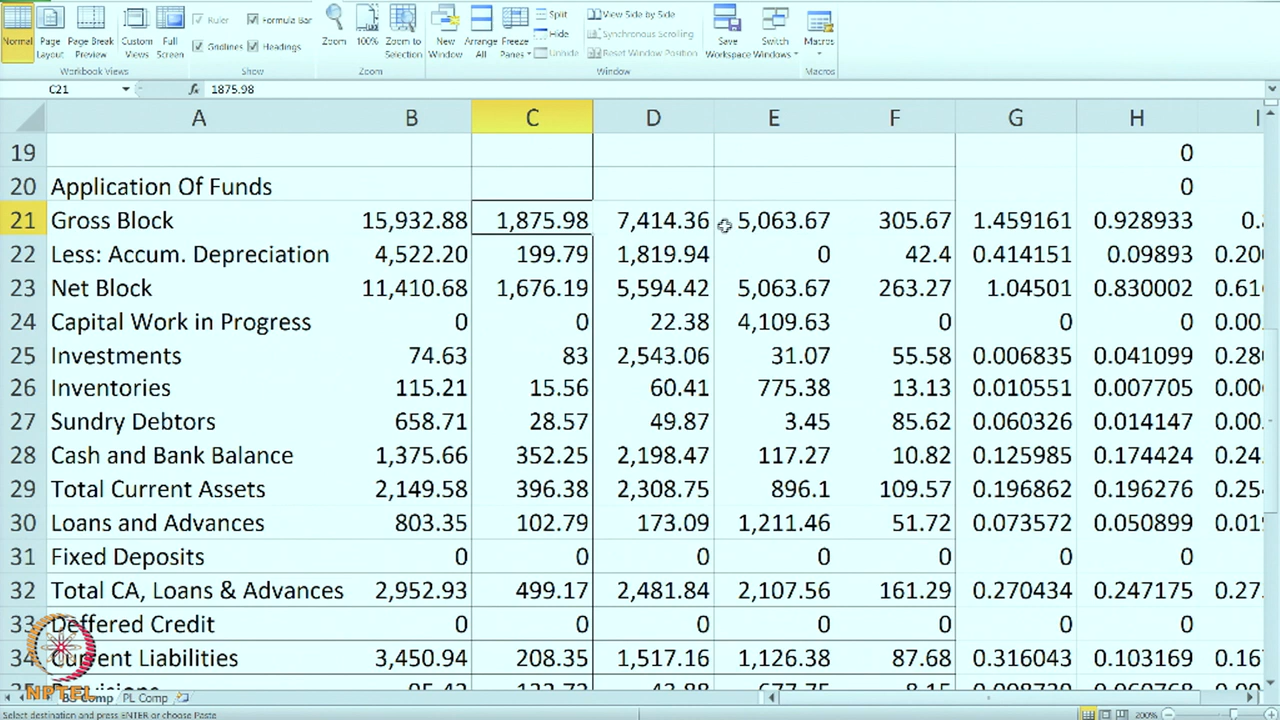 Normal Page Layout Page Break Preview Custom Views Full Screen Ruler Formula Bar Gridlines Headings Zoom 100% Zoom to Selection New Window Arrange All Freeze Panes Split Hide Unhide View Side by Side Synchronous Scrolling Reset Window Position Save Workspace Switch Windows Macros
Workbook Views Show Zoom Window Macros
C21 fx 1875.98
A B C D E F G H I
19 0
20 Application Of Funds 0
21 Gross Block 15,932.88 1,875.98 7,414.36 5,063.67 305.67 1.459161 0.928933
22 Less: Accum. Depreciation 4,522.20 199.79 1,819.94 0 42.4 0.414151 0.09893
23 Net Block 11,410.68 1,676.19 5,594.42 5,063.67 263.27 1.04501 0.830002
24 Capital Work in Progress 0 0 22.38 4,109.63 0 0 0
25 Investments 74.63 83 2,543.06 31.07 55.58 0.006835 0.041099
26 Inventories 115.21 15.56 60.41 775.38 13.13 0.010551 0.007705
27 Sundry Debtors 658.71 28.57 49.87 3.45 85.62 0.060326 0.014147
28 Cash and Bank Balance 1,375.66 352.25 2,198.47 117.27 10.82 0.125985 0.174424
29 Total Current Assets 2,149.58 396.38 2,308.75 896.1 109.57 0.196862 0.196276
30 Loans and Advances 803.35 102.79 173.09 1,211.46 51.72 0.073572 0.050899
31 Fixed Deposits 0 0 0 0 0 0 0
32 Total CA, Loans & Advances 2,952.93 499.17 2,481.84 2,107.56 161.29 0.270434 0.247175
33 Deffered Credit 0 0 0 0 0 0 0
34 Current Liabilities 3,450.94 208.35 1,517.16 1,126.38 87.68 0.316043 0.103169
NPTEL Comp PL Comp
Select destination and press ENTER or choose Paste 200%